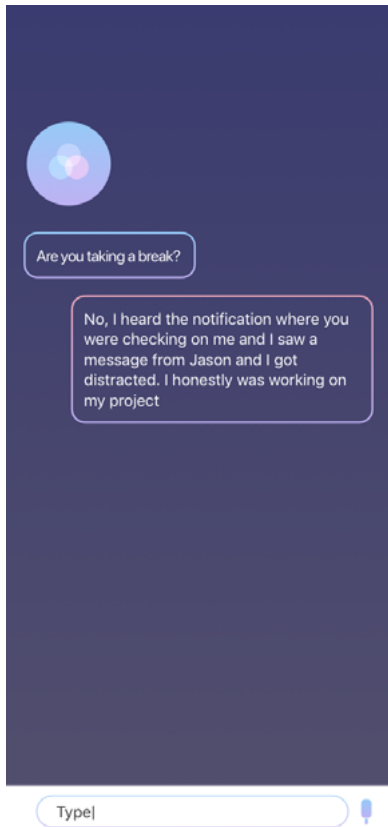 Are you taking a break?
No, I heard the notification where you
were checking on me and I saw a
message from Jason and I got
distracted. I honestly was working on
my project
Type|